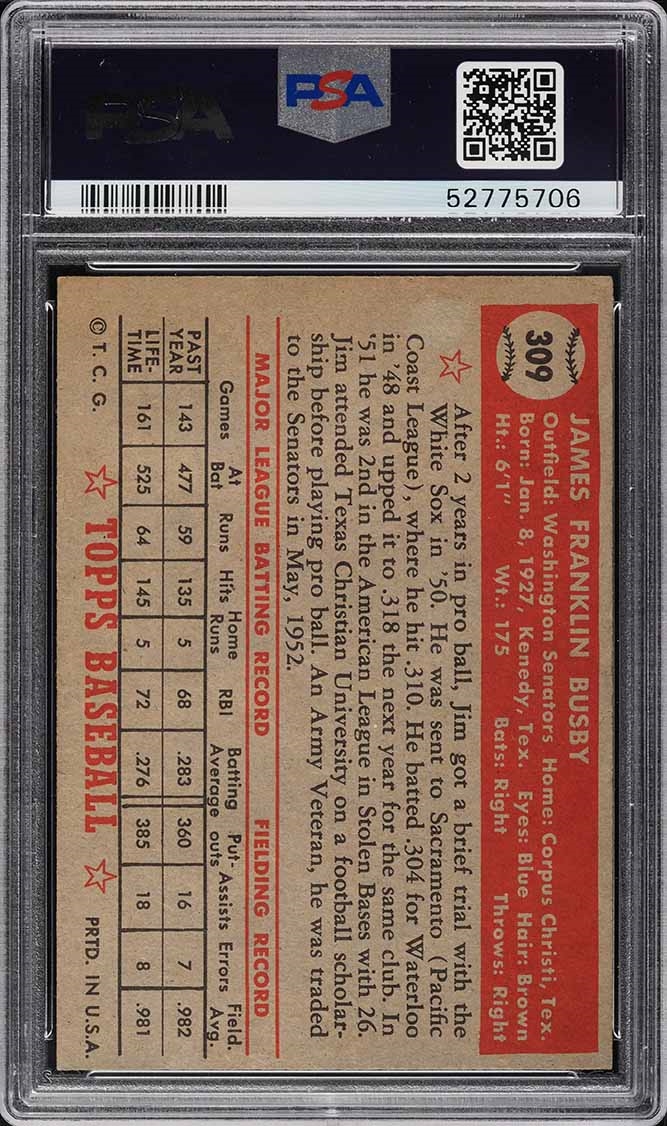 PSA
PSA
52775706
309
JAMES FRANKLIN BUSBY
Outfield: Washington Senators Home: Corpus Christi, Tex.
Born: Jan. 8, 1927, Kenedy, Tex. Eyes: Blue Hair: Brown
Ht.: 6'1" Wt.: 175 Bats: Right Throws: Right
After 2 years in pro ball, Jim got a brief trial with the
White Sox in '50. He was sent to Sacramento (Pacific
Coast League), where he hit .310. He batted .304 for Waterloo
in '48 and upped it to .318 the next year for the same club. In
'51 he was 2nd in the American League in Stolen Bases with 26.
Jim attended Texas Christian University on a football scholar-
ship before playing pro ball. An Army Veteran, he was traded
to the Senators in May, 1952.
MAJOR LEAGUE BATTING RECORD FIELDING RECORD
Games At Bat Runs Hits Home Runs RBI Batting Average Put-outs Assists Errors Field. Avg.
PAST YEAR 143 477 59 135 5 68 .283 360 16 7 .982
LIFE-TIME 161 525 64 145 5 72 .276 385 18 8 .981
© T. C. G. TOPPS BASEBALL PRTD. IN U.S.A.